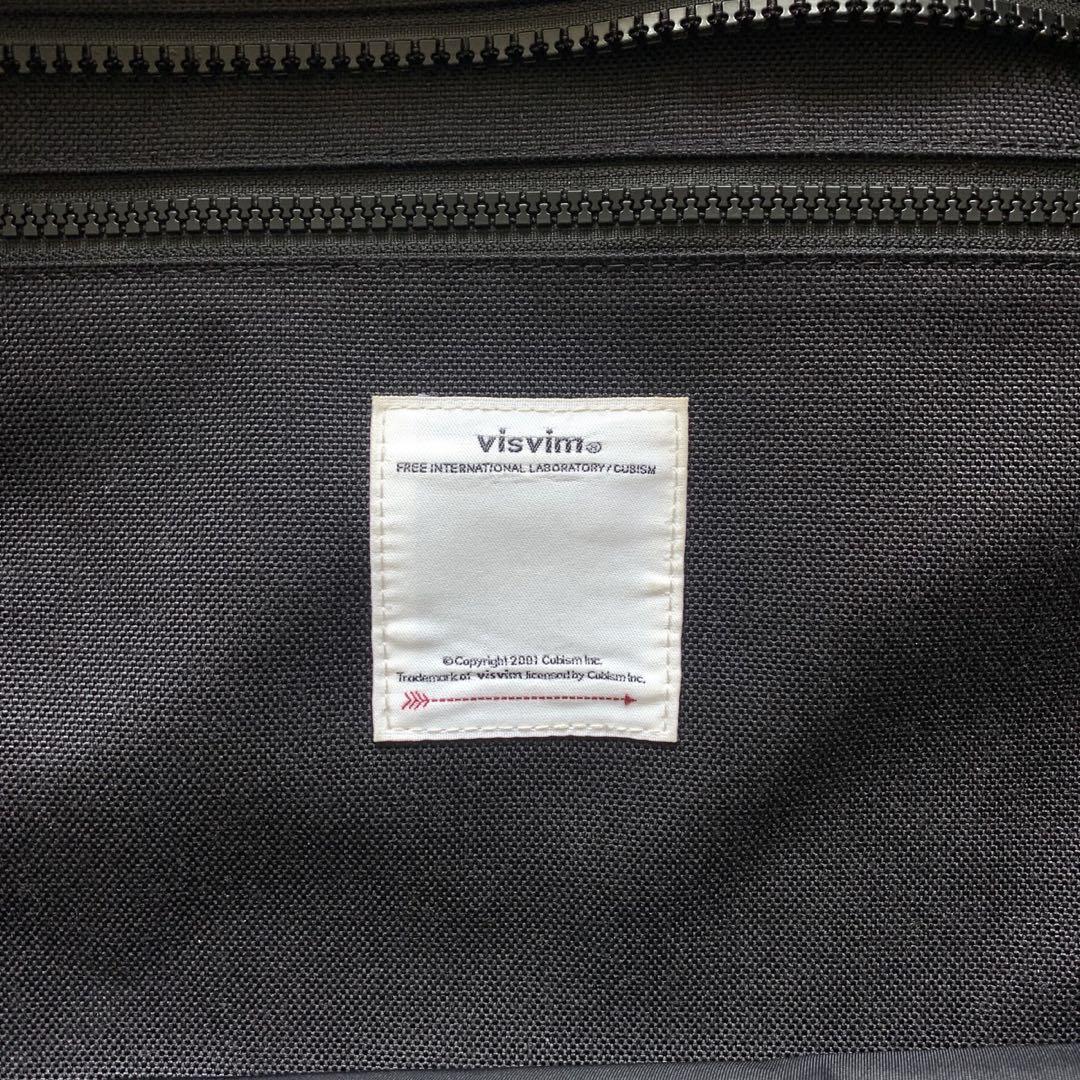 visvim®
FREE INTERNATIONAL LABORATORY / CUBISM
©Copyright 2001 Cubism Inc.
Trademark of visvim licensed by Cubism Inc.